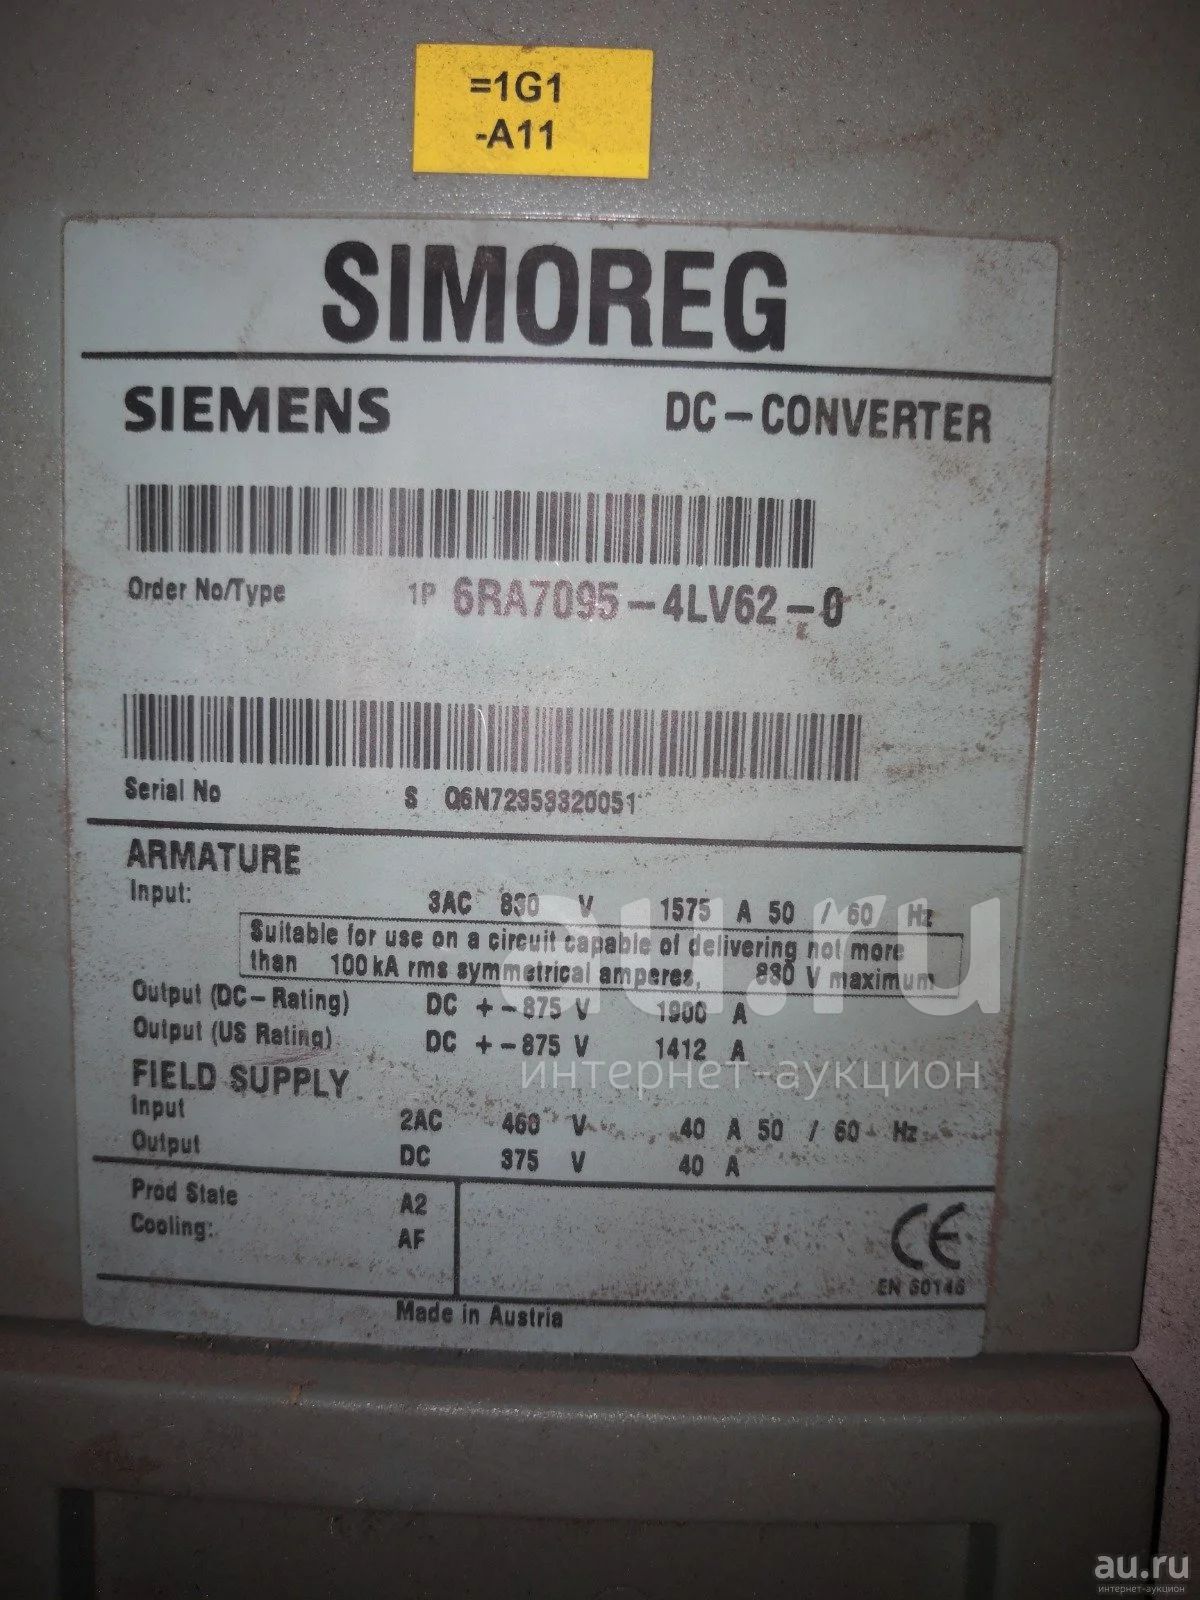 =1G1
-A11
SIMOREG
SIEMENS DC-CONVERTER
Order No/Type 1P 6RA7095-4LV62-0
Serial No S Q6N72353320051
ARMATURE
Input: 3AC 830 V 1575 A 50 / 60 Hz
Suitable for use on a circuit capable of delivering not more
than 100 kA rms symmetrical amperes, 830 V maximum
Output (DC-Rating) DC +-875 V 1900 A
Output (US Rating) DC +-875 V 1412 A
FIELD SUPPLY
Input 2AC 460 V 40 A 50 / 60 Hz
Output DC 375 V 40 A
Prod State A2
Cooling: AF
CE
EN 60146
Made in Austria
au.ru
интернет-аукцион
au.ru
интернет-аукцион